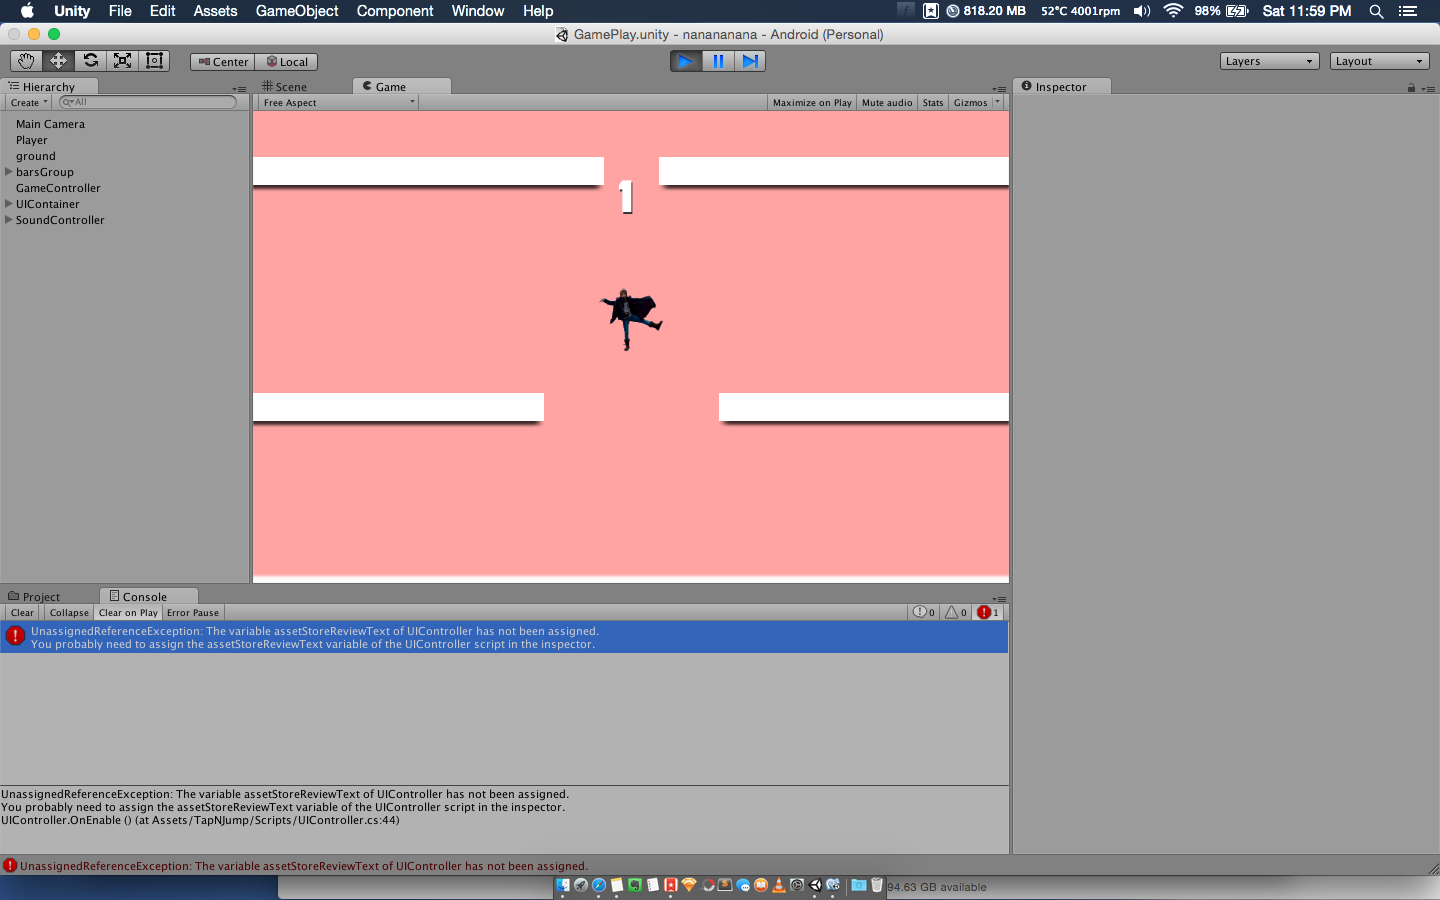 Unity File Edit Assets GameObject Component Window Help 818.20 MB 52°C 4001rpm 98% Sat 11:59 PM
GamePlay.unity - nanananana - Android (Personal)
Center Local Layers Layout
Hierarchy
Create All
Main Camera
Player
ground
barsGroup
GameController
UIContainer
SoundController
Scene Game
Free Aspect Maximize on Play Mute audio Stats Gizmos
1
Inspector
Project Console
Clear Collapse Clear on Play Error Pause 0 0 1
UnassignedReferenceException: The variable assetStoreReviewText of UIController has not been assigned.
You probably need to assign the assetStoreReviewText variable of the UIController script in the inspector.
UnassignedReferenceException: The variable assetStoreReviewText of UIController has not been assigned.
You probably need to assign the assetStoreReviewText variable of the UIController script in the inspector.
UIController.OnEnable () (at Assets/TapNJump/Scripts/UIController.cs:44)
UnassignedReferenceException: The variable assetStoreReviewText of UIController has not been assigned.
94.63 GB available